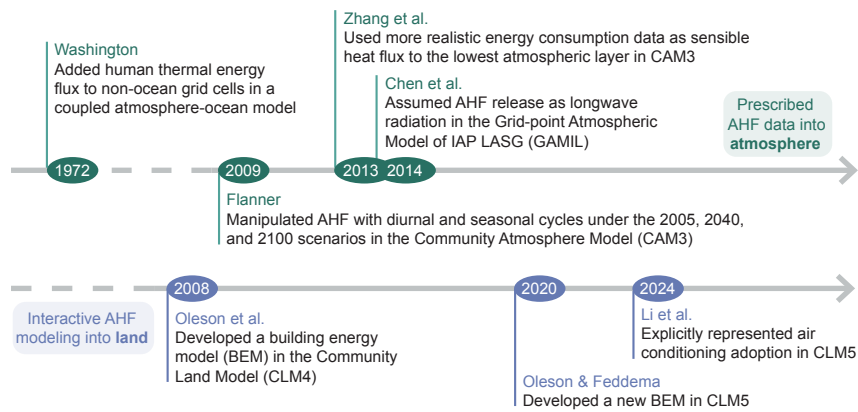 Zhang et al.
Used more realistic energy consumption data as sensible
heat flux to the lowest atmospheric layer in CAM3
Washington
Added human thermal energy
flux to non-ocean grid cells in a
coupled atmosphere-ocean model
Chen et al.
Assumed AHF release as longwave
radiation in the Grid-point Atmospheric
Model of IAP LASG (GAMIL)
Prescribed
AHF data into
atmosphere
1972
2009
2013
2014
Flanner
Manipulated AHF with diurnal and seasonal cycles under the 2005, 2040,
and 2100 scenarios in the Community Atmosphere Model (CAM3)
2008
2020
2024
Interactive AHF
modeling into land
Oleson et al.
Developed a building energy
model (BEM) in the Community
Land Model (CLM4)
Li et al.
Explicitly represented air
conditioning adoption in CLM5
Oleson & Feddema
Developed a new BEM in CLM5